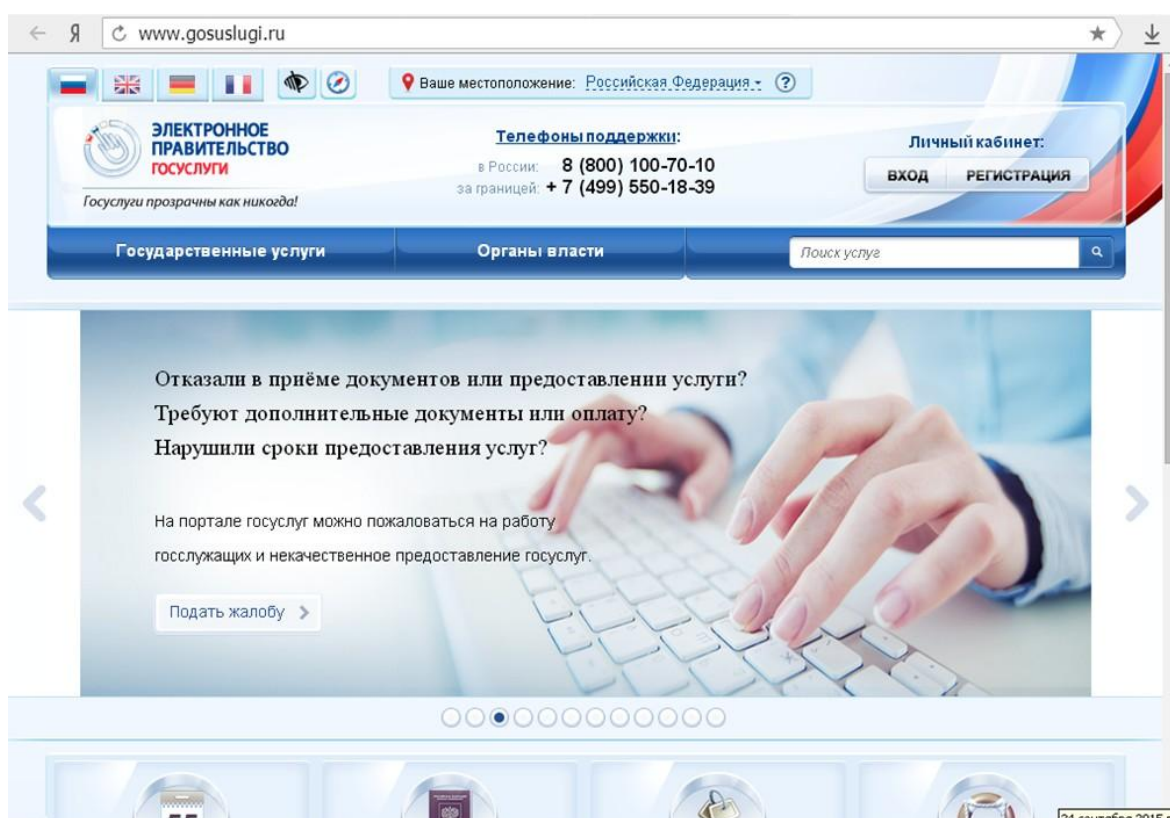 Я www.gosuslugi.ru
Ваше местоположение: Российская Федерация ?
ЭЛЕКТРОННОЕ
ПРАВИТЕЛЬСТВО
ГОСУСЛУГИ
Госуслуги прозрачны как никогда!
Телефоны поддержки:
в России: 8 (800) 100-70-10
за границей: + 7 (499) 550-18-39
Личный кабинет:
ВХОД РЕГИСТРАЦИЯ
Государственные услуги Органы власти Поиск услуг
Отказали в приёме документов или предоставлении услуги?
Требуют дополнительные документы или оплату?
Нарушили сроки предоставления услуг?
На портале госуслуг можно пожаловаться на работу
госслужащих и некачественное предоставление госуслуг.
Подать жалобу